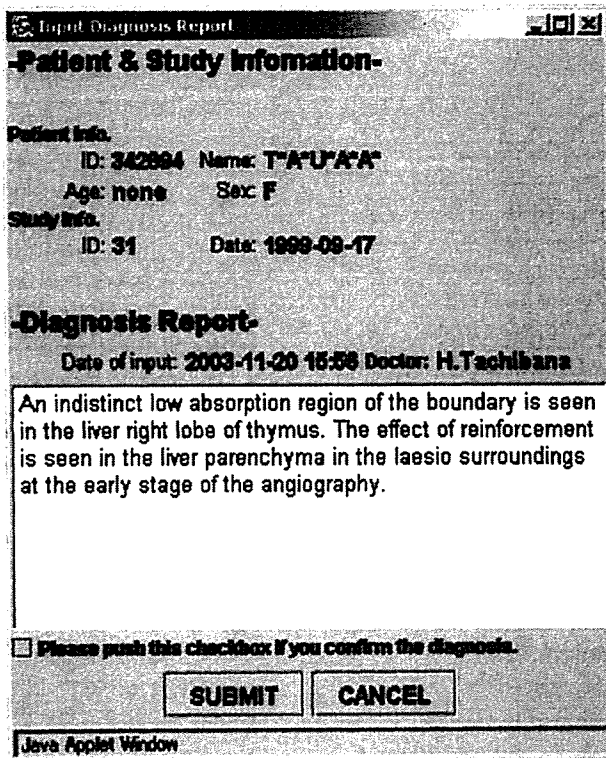 Input Diagnosis Report
-Patient & Study Infomation-
Patient Info.
ID: 342694 Name: T*A*U*A*A*
Age: none Sex: F
Study Info.
ID: 31 Date: 1999-09-17
-Diagnosis Report-
Date of input: 2003-11-20 15:56 Doctor: H.Tachibana
An indistinct low absorption region of the boundary is seen
in the liver right lobe of thymus. The effect of reinforcement
is seen in the liver parenchyma in the laesio surroundings
at the early stage of the angiography.
Please push this checkbox if you confirm the diagnosis.
SUBMIT CANCEL
Java Applet Window